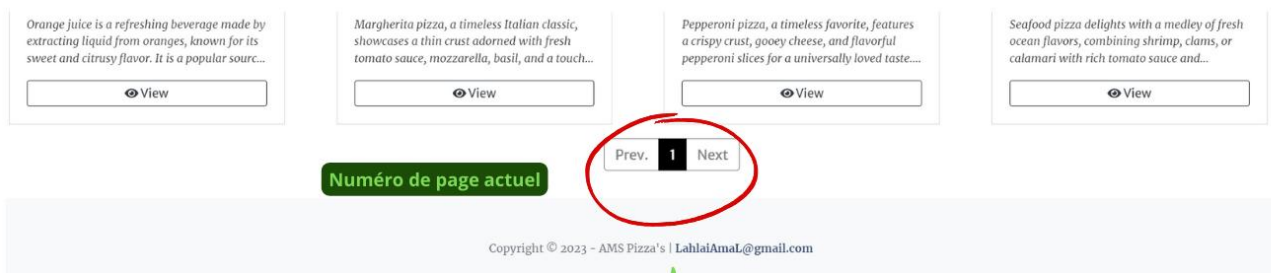 Orange juice is a refreshing beverage made by
extracting liquid from oranges, known for its
sweet and citrusy flavor. It is a popular sourc...
View
Margherita pizza, a timeless Italian classic,
showcases a thin crust adorned with fresh
tomato sauce, mozzarella, basil, and a touch...
View
Pepperoni pizza, a timeless favorite, features
a crispy crust, gooey cheese, and flavorful
pepperoni slices for a universally loved taste....
View
Seafood pizza delights with a medley of fresh
ocean flavors, combining shrimp, clams, or
calamari with rich tomato sauce and...
View
Prev. 1 Next
Numéro de page actuel
Copyright © 2023 - AMS Pizza's | LahlaiAmaL@gmail.com